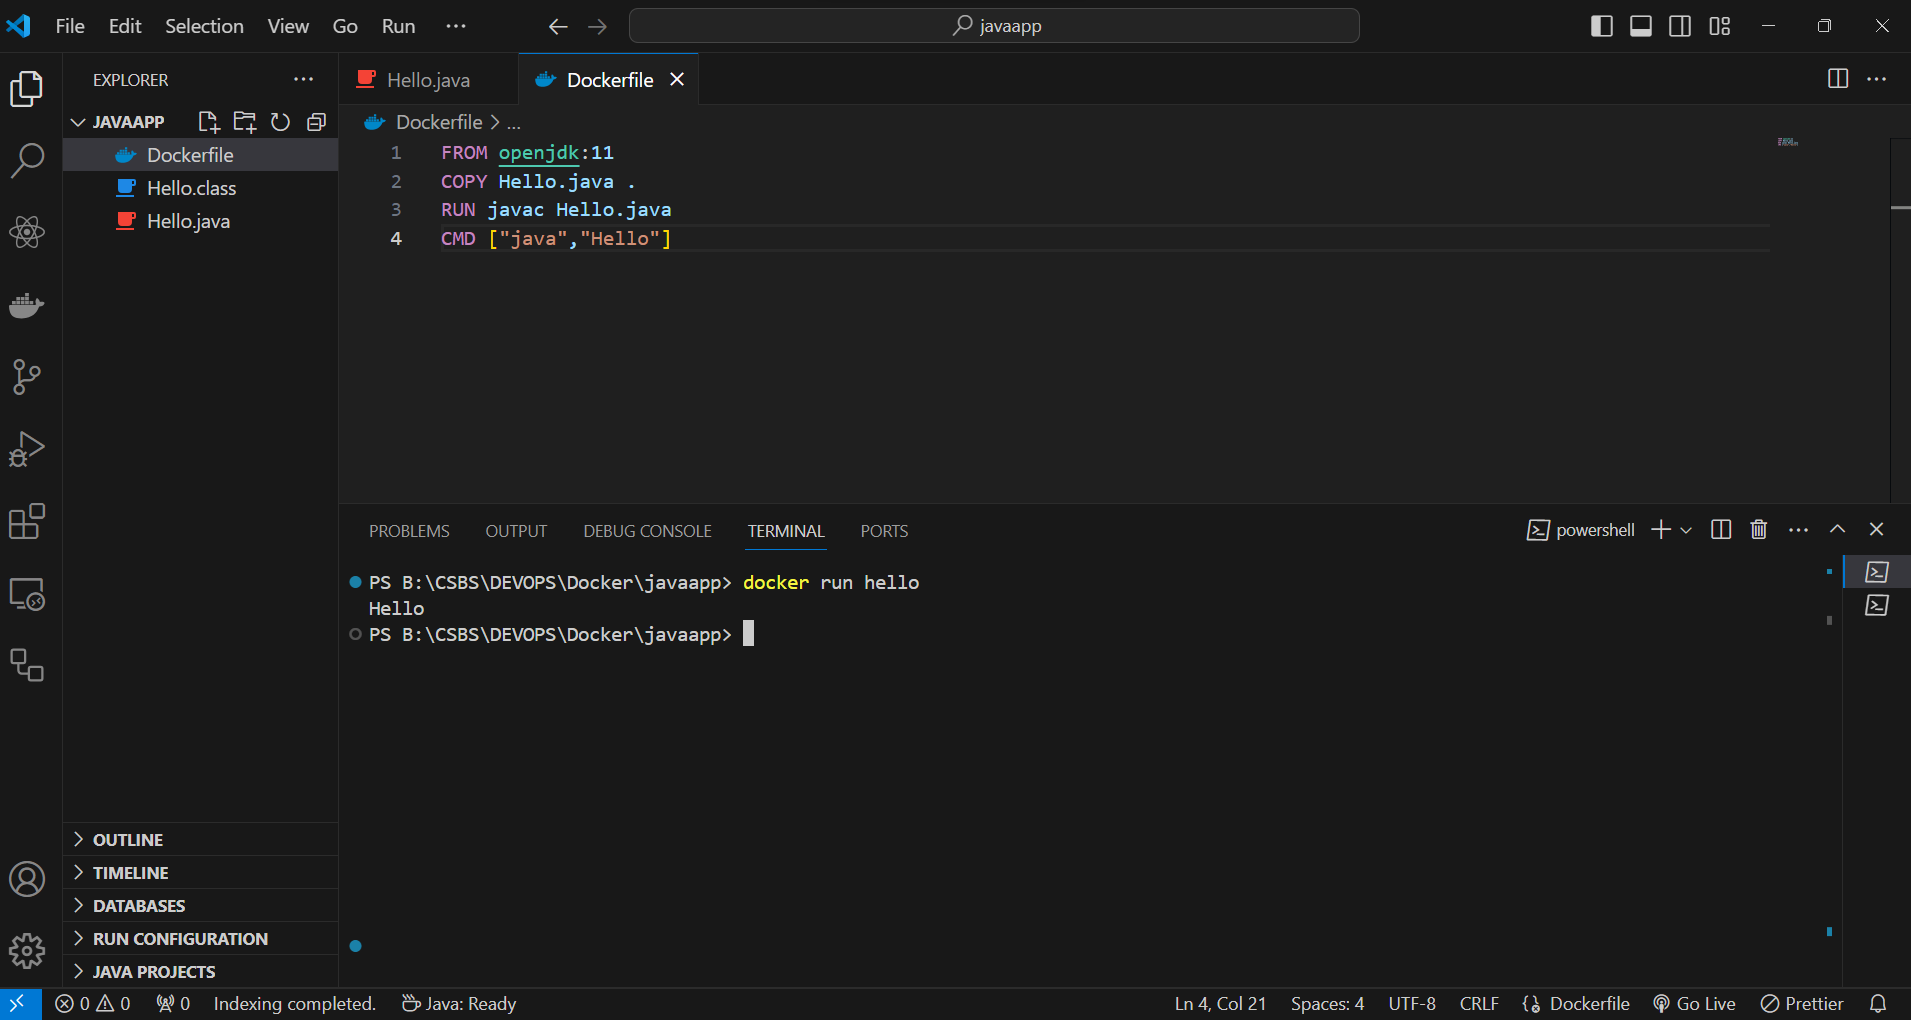 File Edit Selection View Go Run ··· ← → javaapp
EXPLORER ···
JAVAAPP
Dockerfile
Hello.class
Hello.java
Hello.java Dockerfile
Dockerfile > ...
1 FROM openjdk:11
2 COPY Hello.java .
3 RUN javac Hello.java
4 CMD ["java","Hello"]
PROBLEMS OUTPUT DEBUG CONSOLE TERMINAL PORTS powershell
PS B:\CSBS\DEVOPS\Docker\javaapp> docker run hello
Hello
PS B:\CSBS\DEVOPS\Docker\javaapp>
OUTLINE
TIMELINE
DATABASES
RUN CONFIGURATION
JAVA PROJECTS
0 0 0 Indexing completed. Java: Ready Ln 4, Col 21 Spaces: 4 UTF-8 CRLF Dockerfile Go Live Prettier